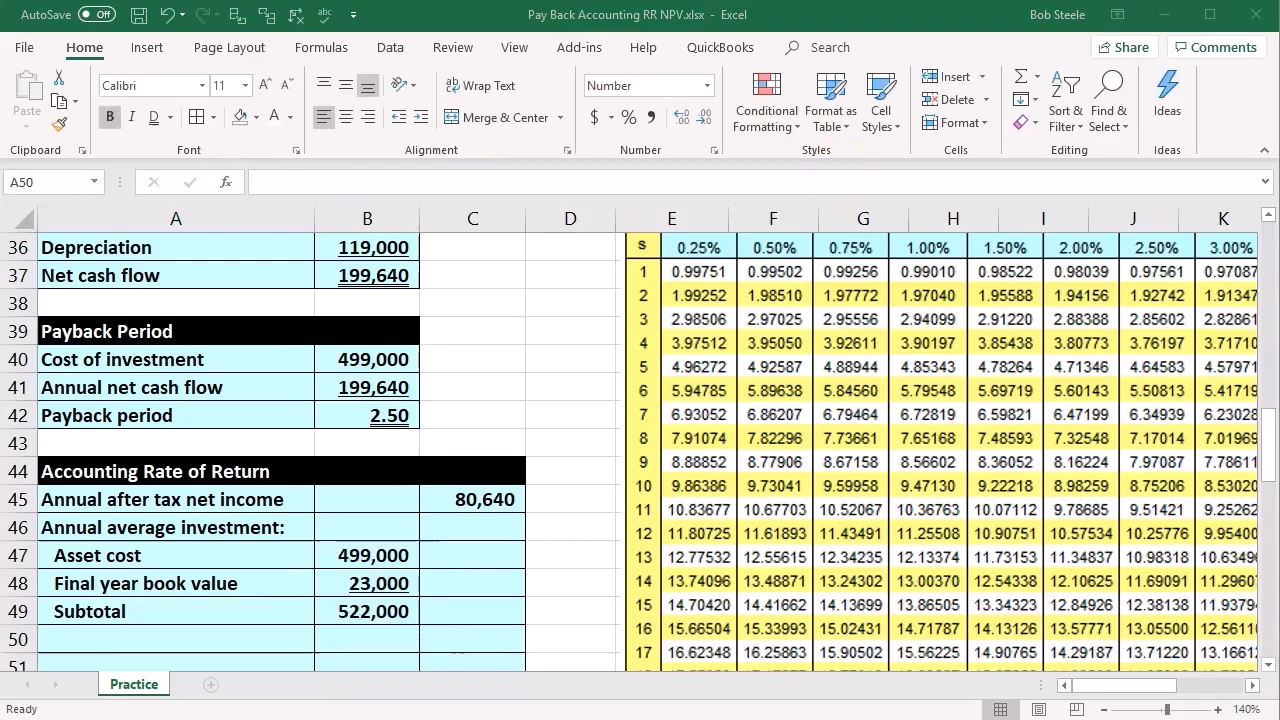 AutoSave Off Pay Back Accounting RR NPV.xlsx - Excel Bob Steele
File Home Insert Page Layout Formulas Data Review View Add-ins Help QuickBooks Search Share Comments
Paste
Calibri 11
Wrap Text
Merge & Center
Number
$ % ,
Conditional Formatting
Format as Table
Cell Styles
Insert
Delete
Format
Sort & Filter
Find & Select
Ideas
Clipboard Font Alignment Number Styles Cells Editing Ideas
A50 fx
A B C D E F G H I J K
36 Depreciation 119,000
37 Net cash flow 199,640
38
39 Payback Period
40 Cost of investment 499,000
41 Annual net cash flow 199,640
42 Payback period 2.50
43
44 Accounting Rate of Return
45 Annual after tax net income 80,640
46 Annual average investment:
47 Asset cost 499,000
48 Final year book value 23,000
49 Subtotal 522,000
50
51
s 0.25% 0.50% 0.75% 1.00% 1.50% 2.00% 2.50% 3.00%
1 0.99751 0.99502 0.99256 0.99010 0.98522 0.98039 0.97561 0.97087
2 1.99252 1.98510 1.97772 1.97040 1.95588 1.94156 1.92742 1.91347
3 2.98506 2.97025 2.95556 2.94099 2.91220 2.88388 2.85602 2.82861
4 3.97512 3.95050 3.92611 3.90197 3.85438 3.80773 3.76197 3.71710
5 4.96272 4.92587 4.88944 4.85343 4.78264 4.71346 4.64583 4.57971
6 5.94785 5.89638 5.84560 5.79548 5.69719 5.60143 5.50813 5.41719
7 6.93052 6.86207 6.79464 6.72819 6.59821 6.47199 6.34939 6.23028
8 7.91074 7.82296 7.73661 7.65168 7.48593 7.32548 7.17014 7.01969
9 8.88852 8.77906 8.67158 8.56602 8.36052 8.16224 7.97087 7.78611
10 9.86386 9.73041 9.59958 9.47130 9.22218 8.98259 8.75206 8.53020
11 10.83677 10.67703 10.52067 10.36763 10.07112 9.78685 9.51421 9.25262
12 11.80725 11.61893 11.43491 11.25508 10.90751 10.57534 10.25776 9.95400
13 12.77532 12.55615 12.34235 12.13374 11.73153 11.34837 10.98318 10.63496
14 13.74096 13.48871 13.24302 13.00370 12.54338 12.10625 11.69091 11.29607
15 14.70420 14.41662 14.13699 13.86505 13.34323 12.84926 12.38138 11.93794
16 15.66504 15.33993 15.02431 14.71787 14.13126 13.57771 13.05500 12.56110
17 16.62348 16.25863 15.90502 15.56225 14.90765 14.29187 13.71220 13.16612
Practice
Ready 140%